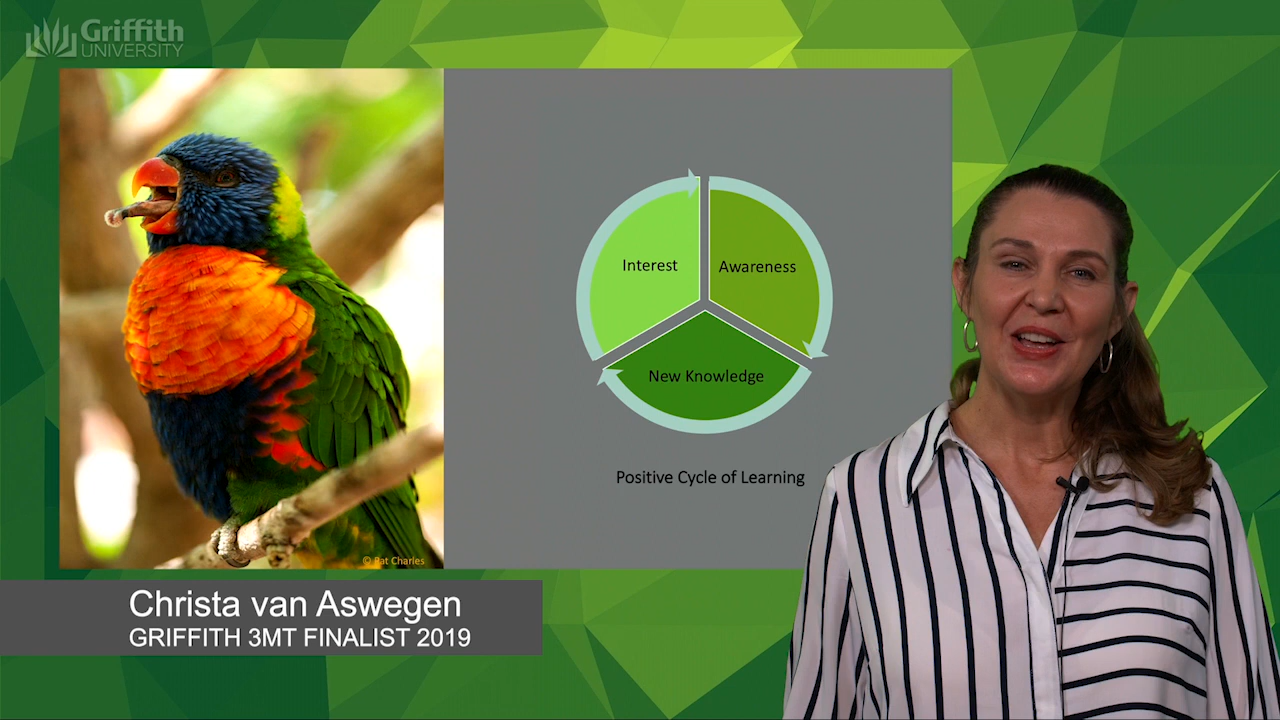 Griffith
UNIVERSITY
Interest
Awareness
New Knowledge
Positive Cycle of Learning
© Pat Charles
Christa van Aswegen
GRIFFITH 3MT FINALIST 2019